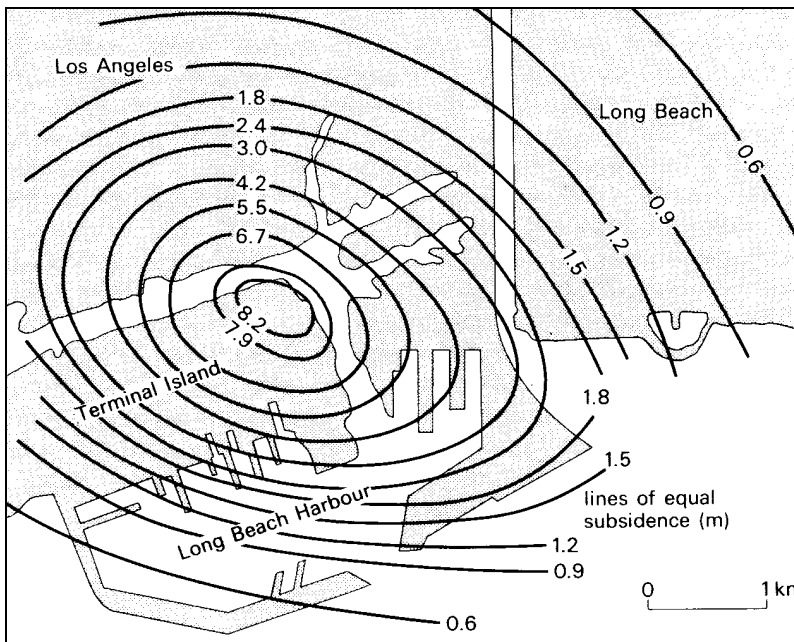 Los Angeles
Long Beach
1.8
2.4
3.0
4.2
5.5
6.7
8.2
7.9
0.6
0.9
1.2
1.5
Terminal Island
Long Beach Harbour
1.8
1.5
lines of equal
subsidence (m)
1.2
0.9
0.6
0 1 km